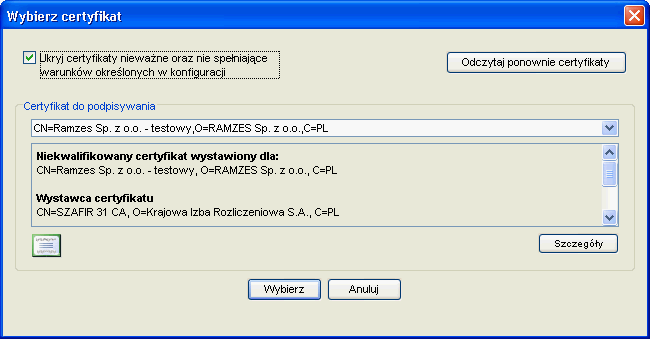 Wybierz certyfikat
Ukryj certyfikaty nieważne oraz nie spełniające
warunków określonych w konfiguracji
Odczytaj ponownie certyfikaty
Certyfikat do podpisywania
CN=Ramzes Sp. z o.o. - testowy,O=RAMZES Sp. z o.o.,C=PL
Niekwalifikowany certyfikat wystawiony dla:
CN=Ramzes Sp. z o.o. - testowy, O=RAMZES Sp. z o.o., C=PL
Wystawca certyfikatu
CN=SZAFIR 31 CA, O=Krajowa Izba Rozliczeniowa S.A., C=PL
Szczegóły
Wybierz
Anuluj